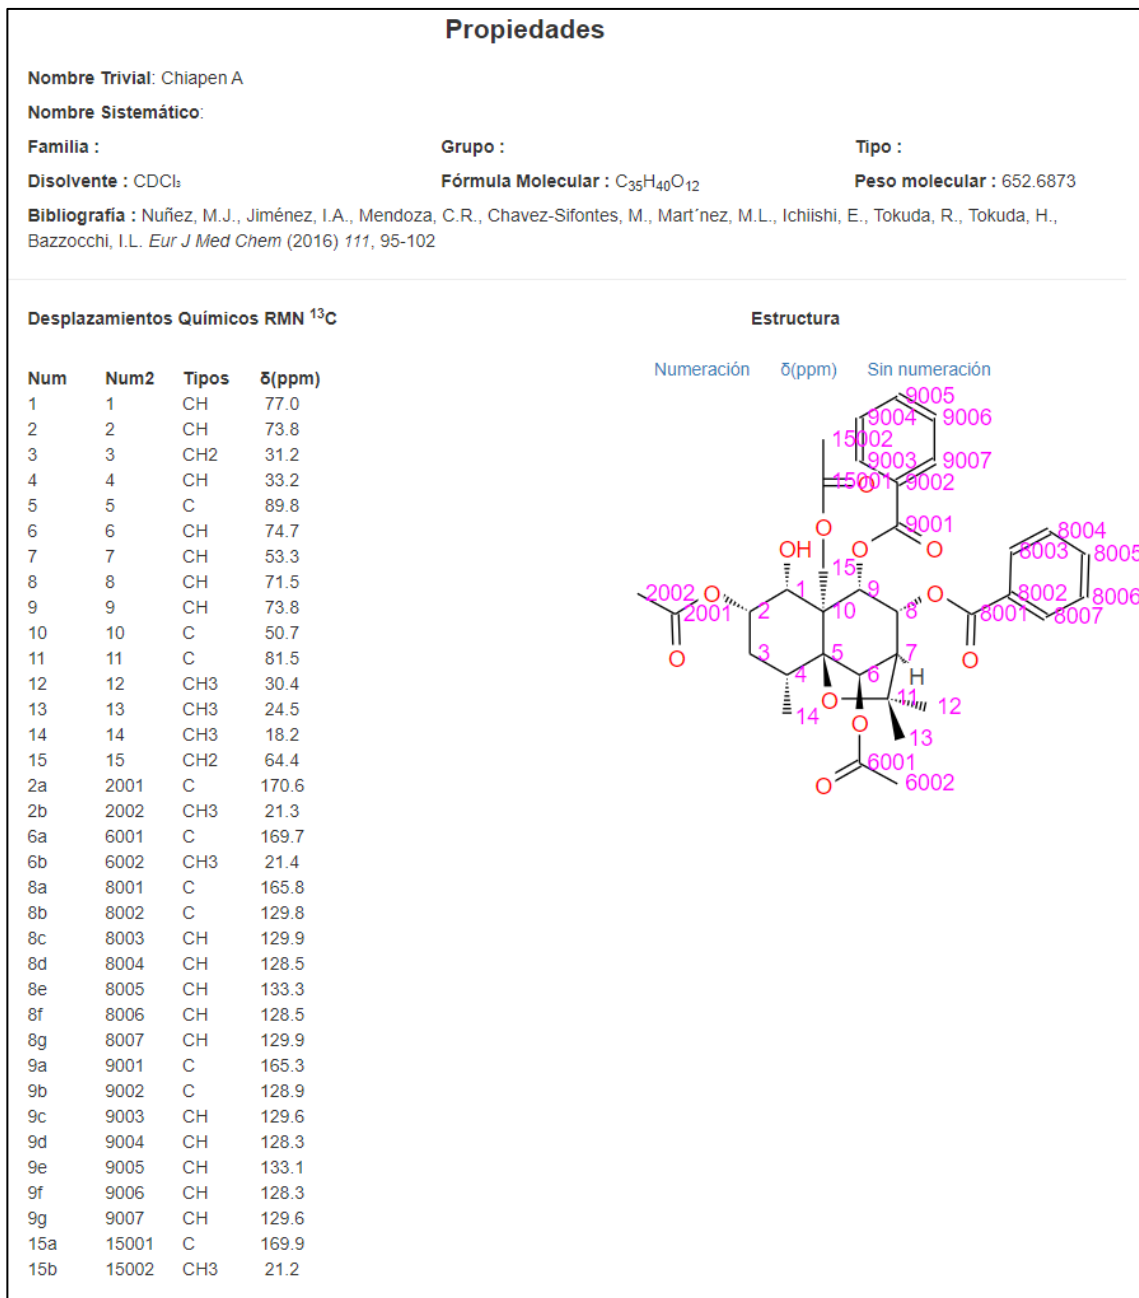 Propiedades
Nombre Trivial: Chiapen A
Nombre Sistemático:
Familia : Grupo : Tipo :
Disolvente : CDCl₃ Fórmula Molecular : C₃₅H₄₀O₁₂ Peso molecular : 652.6873
Bibliografía : Nuñez, M.J., Jiménez, I.A., Mendoza, C.R., Chavez-Sifontes, M., Mart´nez, M.L., Ichiishi, E., Tokuda, R., Tokuda, H.,
Bazzocchi, I.L. Eur J Med Chem (2016) 111, 95-102
Desplazamientos Químicos RMN ¹³C
Num Num2 Tipos δ(ppm)
1 1 CH 77.0
2 2 CH 73.8
3 3 CH2 31.2
4 4 CH 33.2
5 5 C 89.8
6 6 CH 74.7
7 7 CH 53.3
8 8 CH 71.5
9 9 CH 73.8
10 10 C 50.7
11 11 C 81.5
12 12 CH3 30.4
13 13 CH3 24.5
14 14 CH3 18.2
15 15 CH2 64.4
2a 2001 C 170.6
2b 2002 CH3 21.3
6a 6001 C 169.7
6b 6002 CH3 21.4
8a 8001 C 165.8
8b 8002 C 129.8
8c 8003 CH 129.9
8d 8004 CH 128.5
8e 8005 CH 133.3
8f 8006 CH 128.5
8g 8007 CH 129.9
9a 9001 C 165.3
9b 9002 C 128.9
9c 9003 CH 129.6
9d 9004 CH 128.3
9e 9005 CH 133.1
9f 9006 CH 128.3
9g 9007 CH 129.6
15a 15001 C 169.9
15b 15002 CH3 21.2
Estructura
Numeración δ(ppm) Sin numeración
9005
9004 9006
15002
9003 9007
15001 O 9002
O 9001
8004
OH O O 8003 8005
15
2002 O 1 9 O 8002 8006
2001 2 10 8 8001 8007
O 3 5 7 O
4 6 H
14 O 11 12
O 13
6001
O 6002